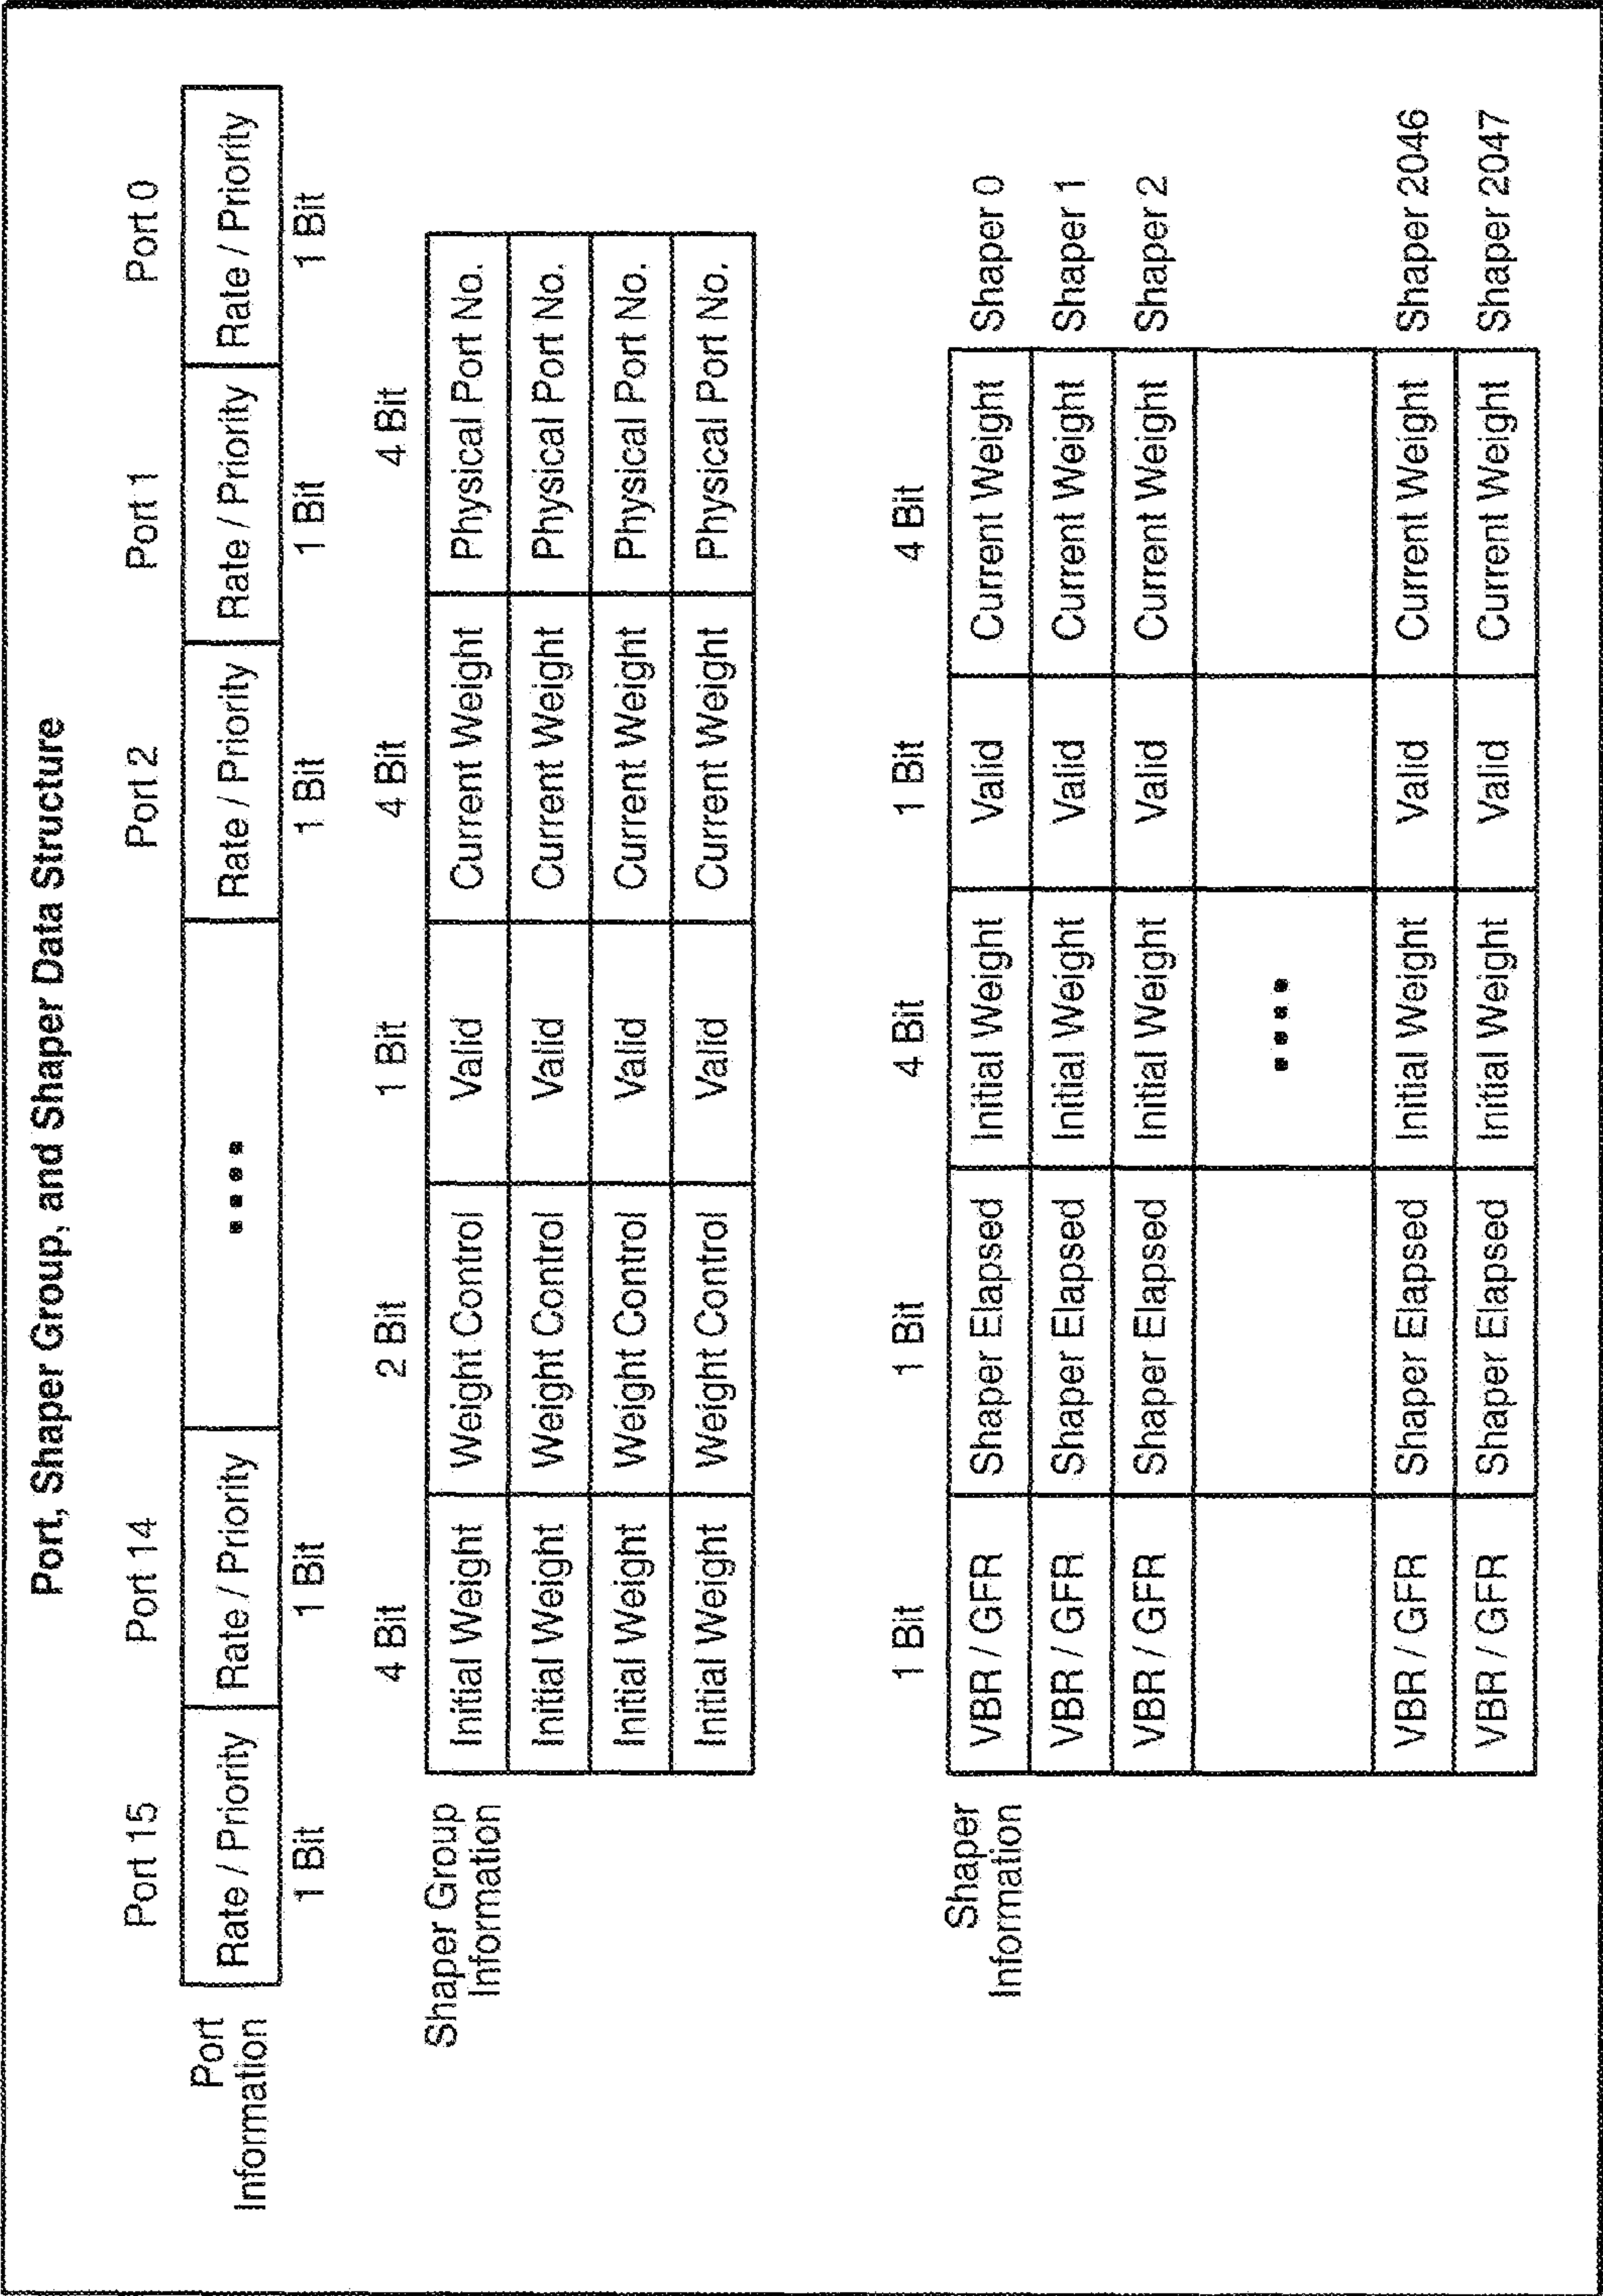 Port, Shaper Group, and Shaper Data Structure
Port 15 Port 14 Port 2 Port 1 Port 0
Port Information
Rate / Priority Rate / Priority •••• Rate / Priority Rate / Priority Rate / Priority
1 Bit 1 Bit 1 Bit 1 Bit 1 Bit
4 Bit 2 Bit 1 Bit 4 Bit 4 Bit
Shaper Group Information
Initial Weight Weight Control Valid Current Weight Physical Port No.
Initial Weight Weight Control Valid Current Weight Physical Port No.
Initial Weight Weight Control Valid Current Weight Physical Port No.
Initial Weight Weight Control Valid Current Weight Physical Port No.
1 Bit 1 Bit 4 Bit 1 Bit 4 Bit
Shaper Information
VBR / GFR Shaper Elapsed Initial Weight Valid Current Weight Shaper 0
VBR / GFR Shaper Elapsed Initial Weight Valid Current Weight Shaper 1
VBR / GFR Shaper Elapsed Initial Weight Valid Current Weight Shaper 2
••••
VBR / GFR Shaper Elapsed Initial Weight Valid Current Weight Shaper 2046
VBR / GFR Shaper Elapsed Initial Weight Valid Current Weight Shaper 2047